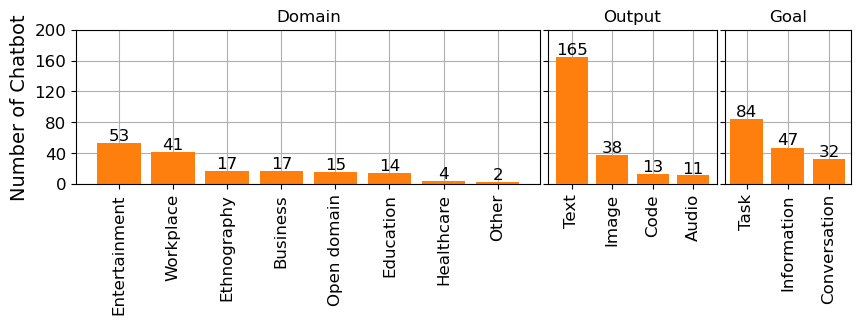 Domain
Output
Goal
Number of Chatbot
200
160
120
80
40
0
53
41
17
17
15
14
4
2
165
38
13
11
84
47
32
Entertainment
Workplace
Ethnography
Business
Open domain
Education
Healthcare
Other
Text
Image
Code
Audio
Task
Information
Conversation